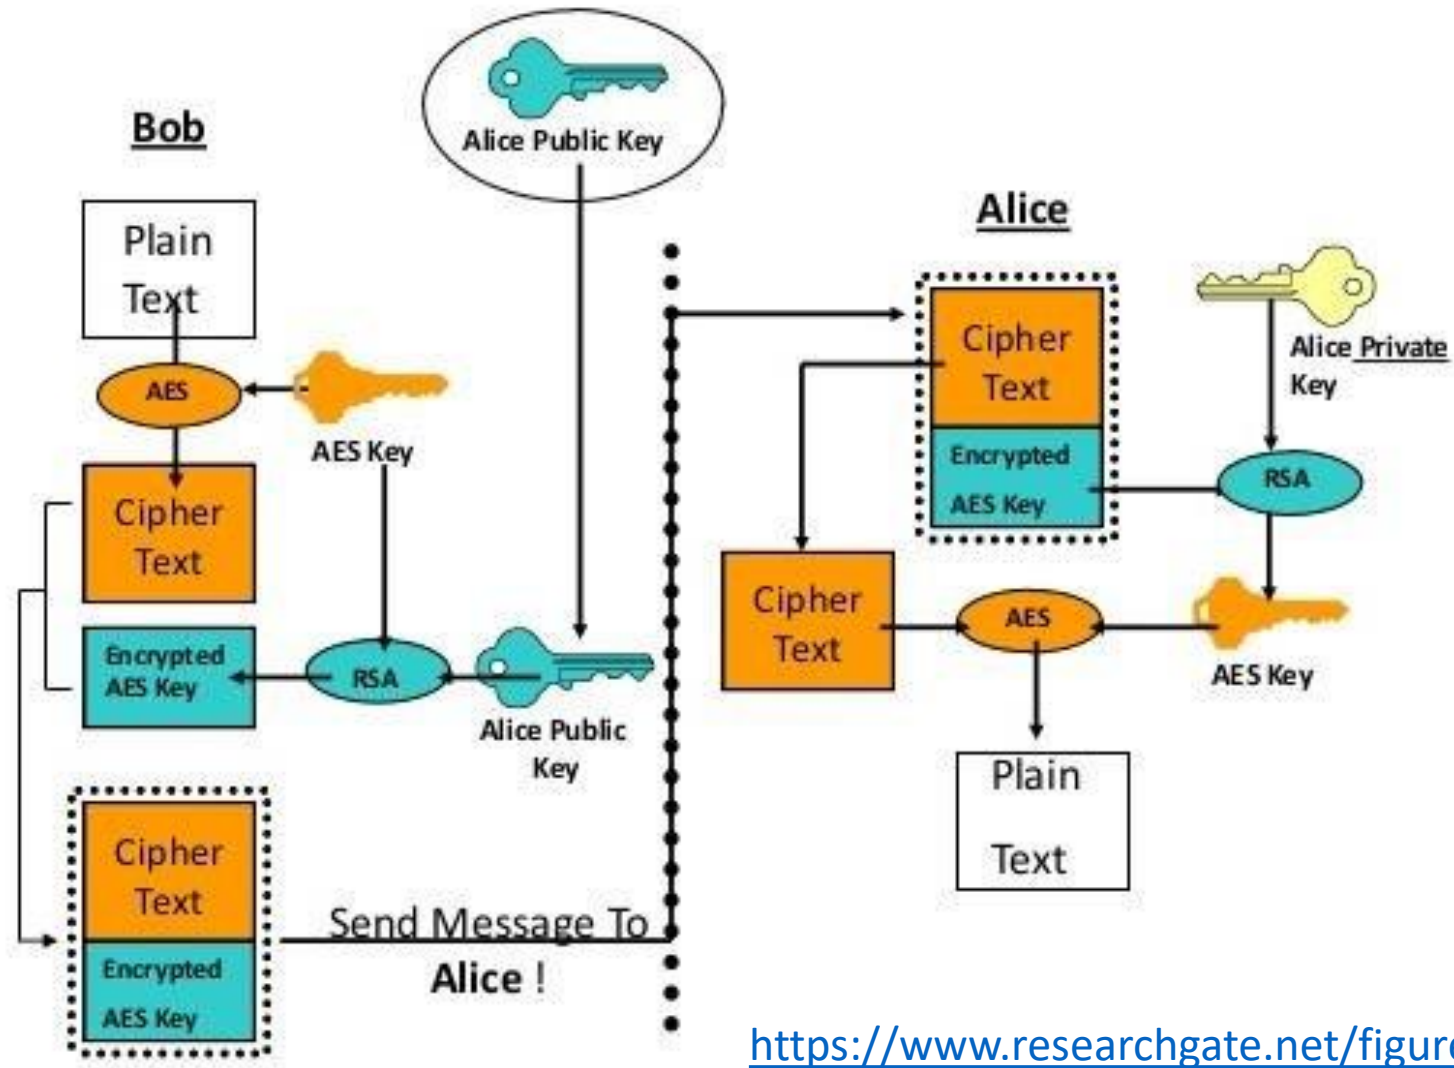 Alice Public Key
Bob
Plain
Text
AES
AES Key
Cipher
Text
Encrypted
AES Key
RSA
Alice Public
Key
Cipher
Text
Encrypted
AES Key
Send Message To
Alice !
Alice
Cipher
Text
Encrypted
AES Key
Alice Private
Key
RSA
Cipher
Text
AES
AES Key
Plain
Text
https://www.researchgate.net/figure